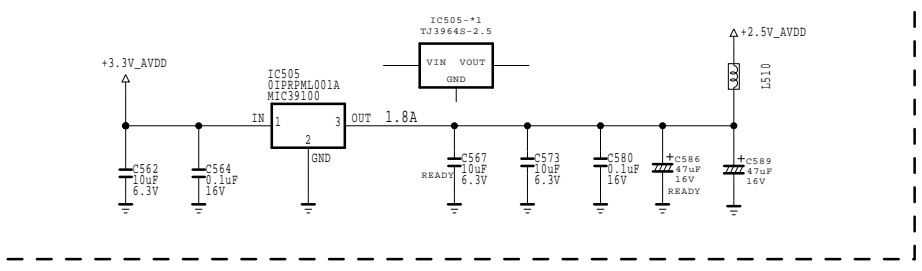 IC505-*1
TJ3964S-2.5
VIN VOUT
GND
+2.5V_AVDD
L510
+3.3V_AVDD
IC505
0IPRPML001A
MIC39100
IN 1 3 OUT 1.8A
2
GND
C562
10uF
6.3V
C564
0.1uF
16V
C567
10uF
READY 6.3V
C573
10uF
6.3V
C580
0.1uF
16V
+C586
47uF
16V
READY
+C589
47uF
16V